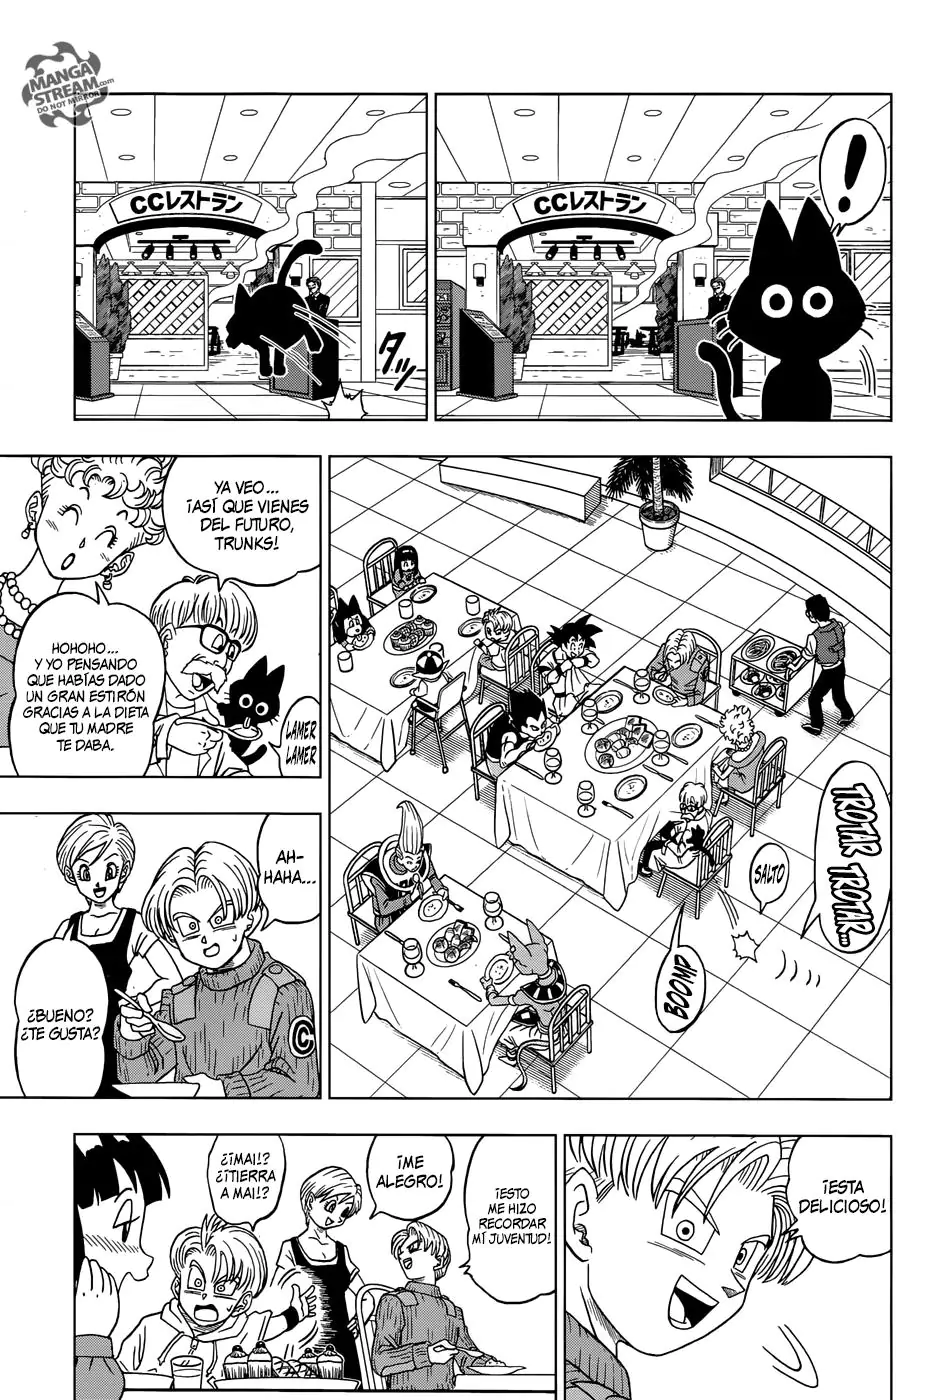 MANGA
STREAM.com
DO NOT MIRROR
!
CCレストラン
CCレストラン
タッ
TROTAR TROTAR...
SALTO
BOOMP
YA VEO...
¡ASÍ QUE VIENES
DEL FUTURO,
TRUNKS!
HOHOHO...
Y YO PENSANDO
QUE HABÍAS DADO
UN GRAN ESTIRÓN
GRACIAS A LA DIETA
QUE TU MADRE
TE DABA.
LAMER
LAMER
AH-
HAHA...
¿BUENO?
¿TE GUSTA?
C
¡ESTA
DELICIOSO!
¡ESTO
ME HIZO
RECORDAR
MÍ JUVENTUD!
¡ME
ALEGRO!
¿¡MAI!?
¿¡TIERRA
A MAI!?